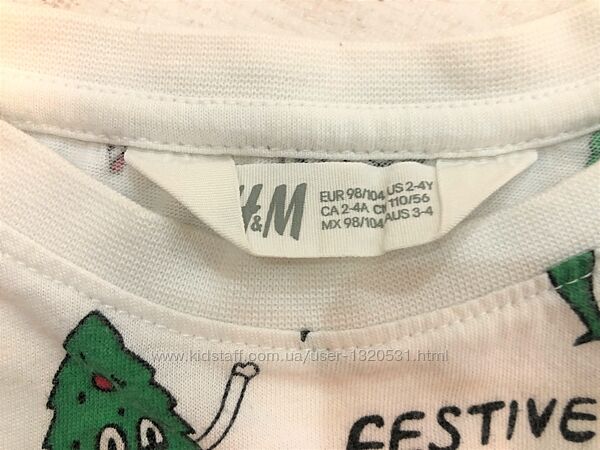 H&M
EUR 98/104 US 2-4Y
CA 2-4A CN 110/56
MX 98/104 AUS 3-4
www.kidstaff.com.ua/user-1320531.html
FESTIVE